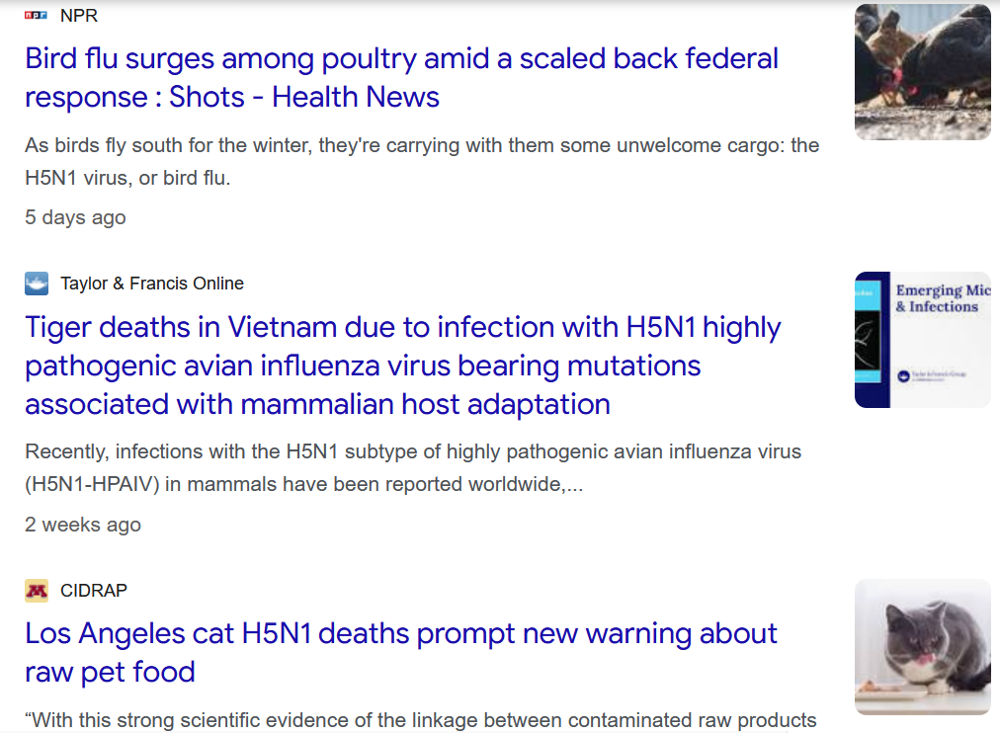 NPR
Bird flu surges among poultry amid a scaled back federal
response : Shots - Health News
As birds fly south for the winter, they're carrying with them some unwelcome cargo: the
H5N1 virus, or bird flu.
5 days ago
Taylor & Francis Online
Tiger deaths in Vietnam due to infection with H5N1 highly
pathogenic avian influenza virus bearing mutations
associated with mammalian host adaptation
Recently, infections with the H5N1 subtype of highly pathogenic avian influenza virus
(H5N1-HPAIV) in mammals have been reported worldwide,...
2 weeks ago
Emerging Mic
& Infections
Taylor & Francis Group
CIDRAP
Los Angeles cat H5N1 deaths prompt new warning about
raw pet food
“With this strong scientific evidence of the linkage between contaminated raw products